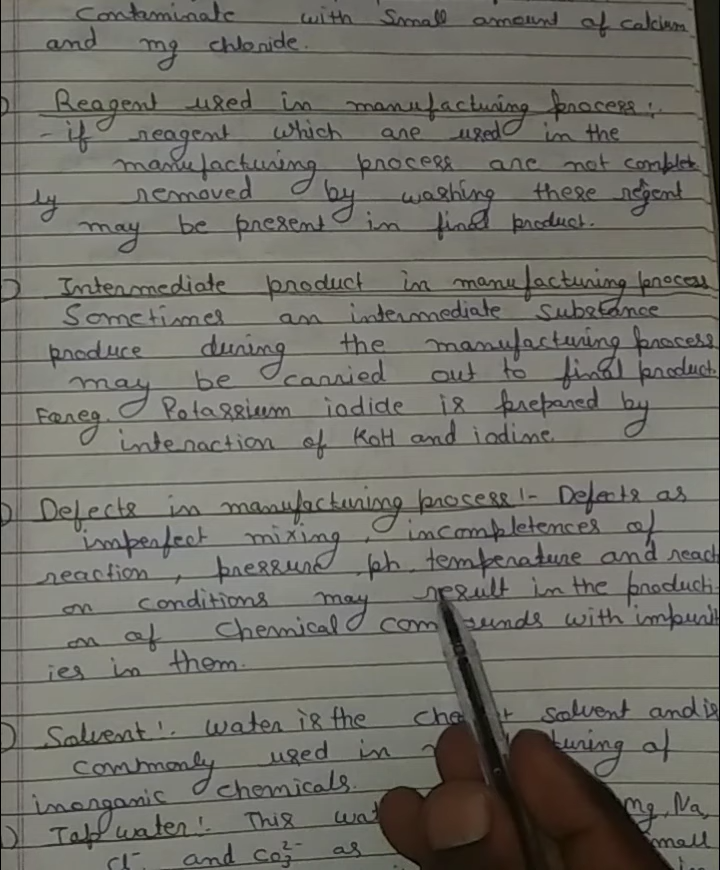 Contaminate with small amount of calcium
and mg chloride.
Reagent used in manufacturing process:
- if reagent which are used in the
manufacturing process are not complet
ly removed by washing these regent
may be present in final product.
Intermediate product in manufacturing process
Sometimes an intermediate substance
produce during the manufacturing process
may be carried out to final product.
Foreg. Potassium iodide is prepared by
interaction of KOH and iodine.
Defects in manufacturing process:- Defects as
imperfect mixing, incompletences of
reaction, pressure ph, temperature and reacti
on conditions may result in the producti
on of chemical compounds with impurit
ies in them.
Solvent:- water is the solvent and is
commonly used in of
inorganic chemicals.
Tap water:- This mg, Na,
Cl⁻ and CO₃²⁻ as small